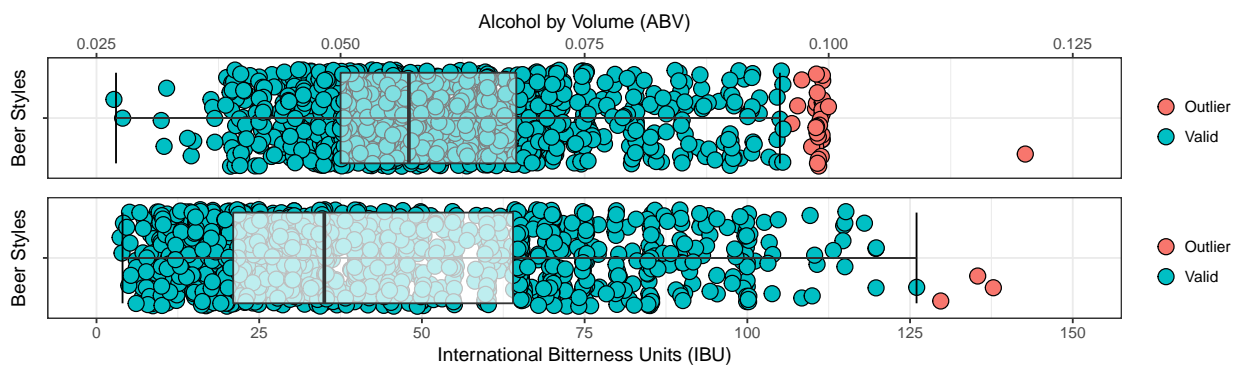 Alcohol by Volume (ABV)
0.025 0.050 0.075 0.100 0.125
Beer Styles
Outlier
Valid
Beer Styles
Outlier
Valid
0 25 50 75 100 125 150
International Bitterness Units (IBU)